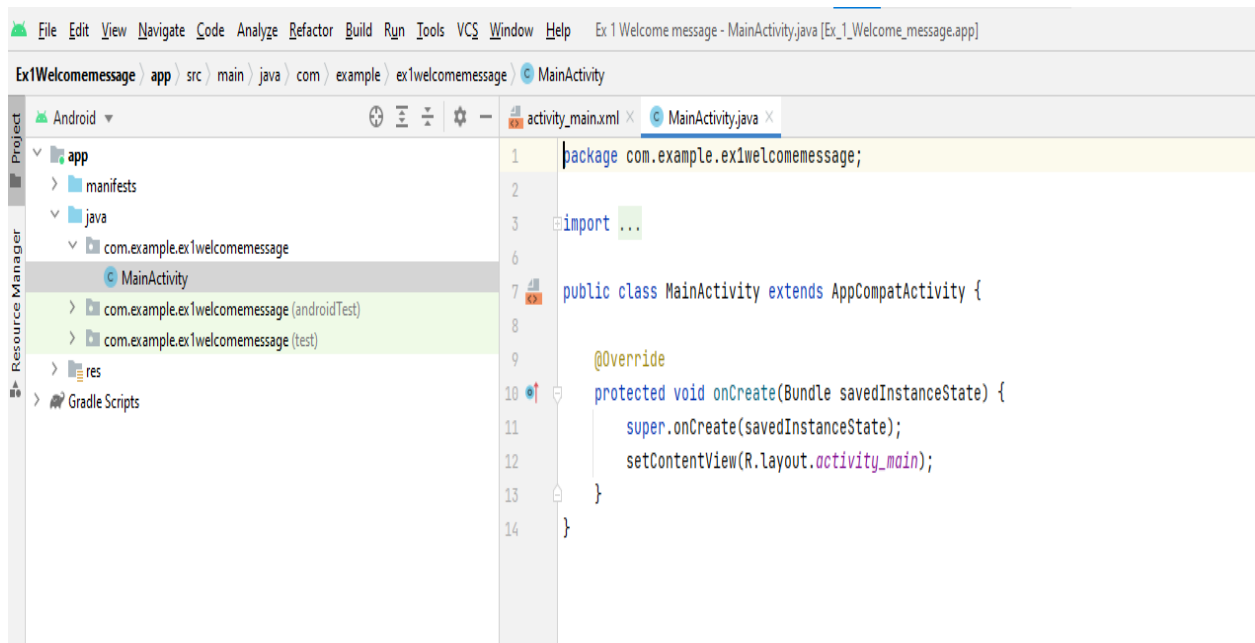 File Edit View Navigate Code Analyze Refactor Build Run Tools VCS Window Help Ex 1 Welcome message - MainActivity.java [Ex_1_Welcome_message.app]
Ex1Welcomemessage app src main java com example ex1welcomemessage MainActivity
Project
Resource Manager
Android
app
manifests
java
com.example.ex1welcomemessage
MainActivity
com.example.ex1welcomemessage (androidTest)
com.example.ex1welcomemessage (test)
res
Gradle Scripts
activity_main.xml MainActivity.java
1 package com.example.ex1welcomemessage;
2
3 import ...
6
7 public class MainActivity extends AppCompatActivity {
8
9 @Override
10 protected void onCreate(Bundle savedInstanceState) {
11 super.onCreate(savedInstanceState);
12 setContentView(R.layout.activity_main);
13 }
14 }